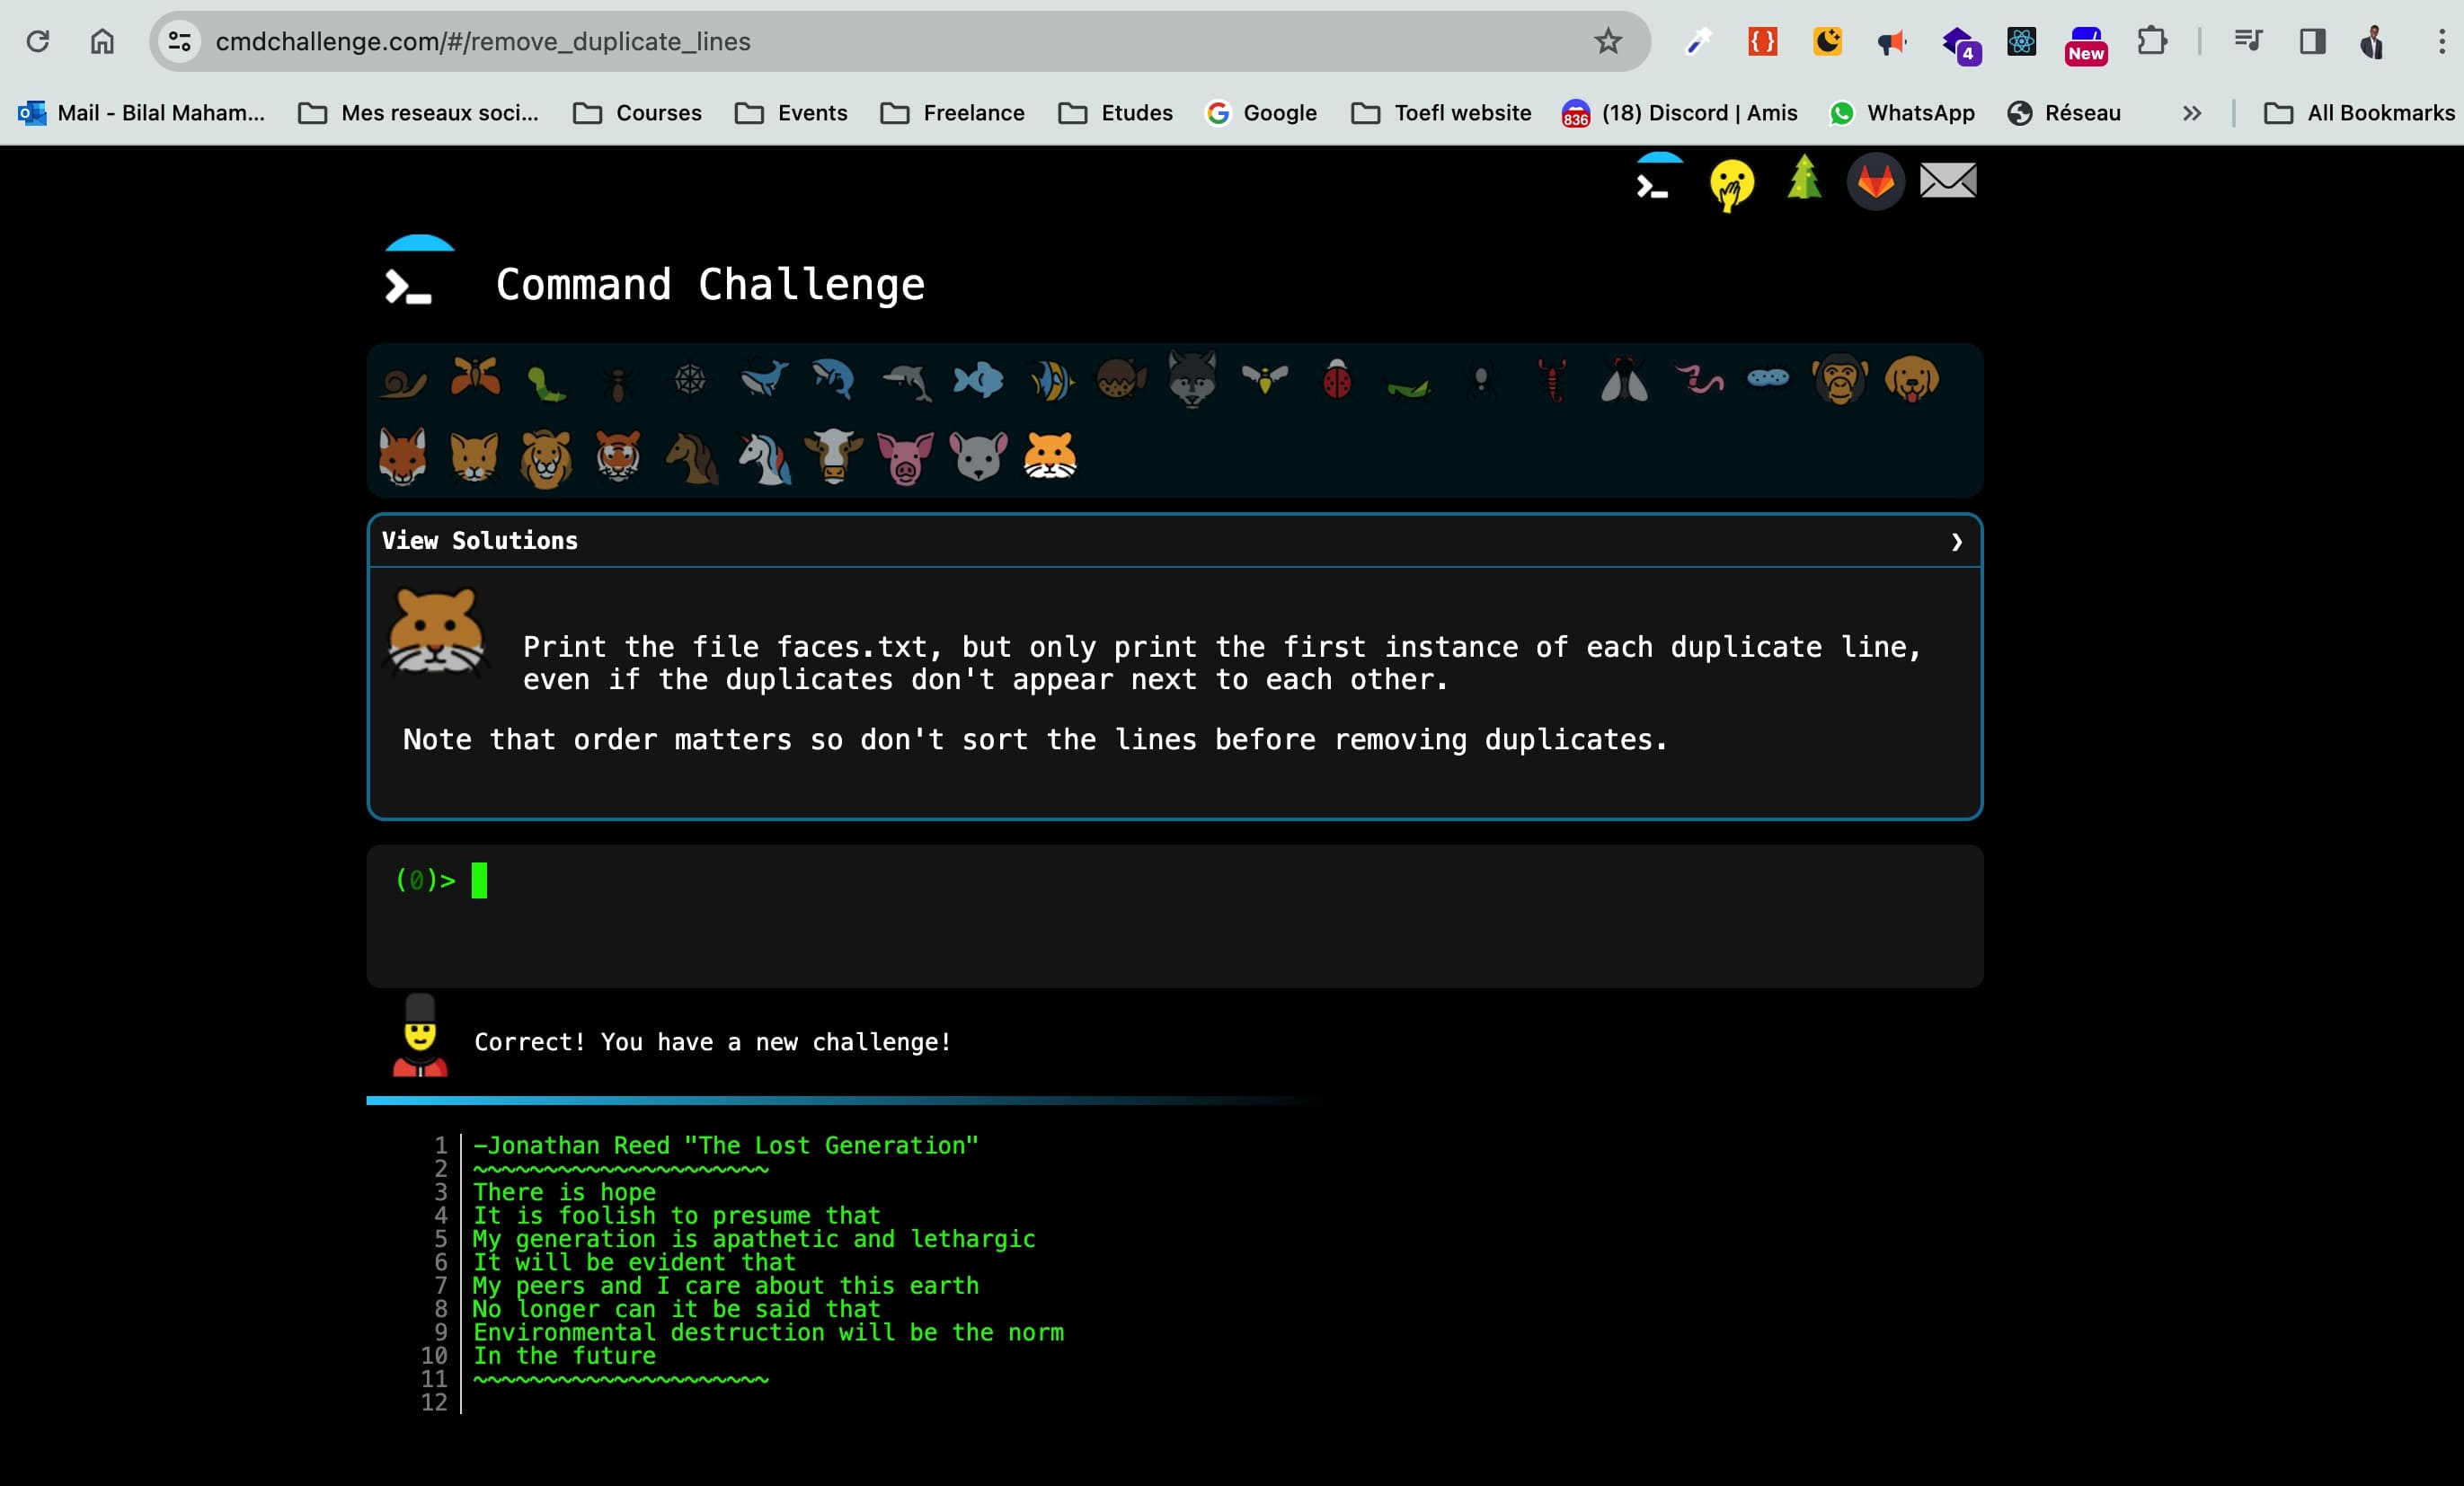 cmdchallenge.com/#/remove_duplicate_lines
4
New
Mail - Bilal Maham...
Mes reseaux soci...
Courses
Events
Freelance
Etudes
Google
Toefl website
836
(18) Discord | Amis
WhatsApp
Réseau
All Bookmarks
Command Challenge
View Solutions
Print the file faces.txt, but only print the first instance of each duplicate line,
even if the duplicates don't appear next to each other.
Note that order matters so don't sort the lines before removing duplicates.
(0)>
Correct! You have a new challenge!
1 -Jonathan Reed "The Lost Generation"
2 ~~~~~~~~~~~~~~~~~~~~~
3 There is hope
4 It is foolish to presume that
5 My generation is apathetic and lethargic
6 It will be evident that
7 My peers and I care about this earth
8 No longer can it be said that
9 Environmental destruction will be the norm
10 In the future
11 ~~~~~~~~~~~~~~~~~~~~~
12